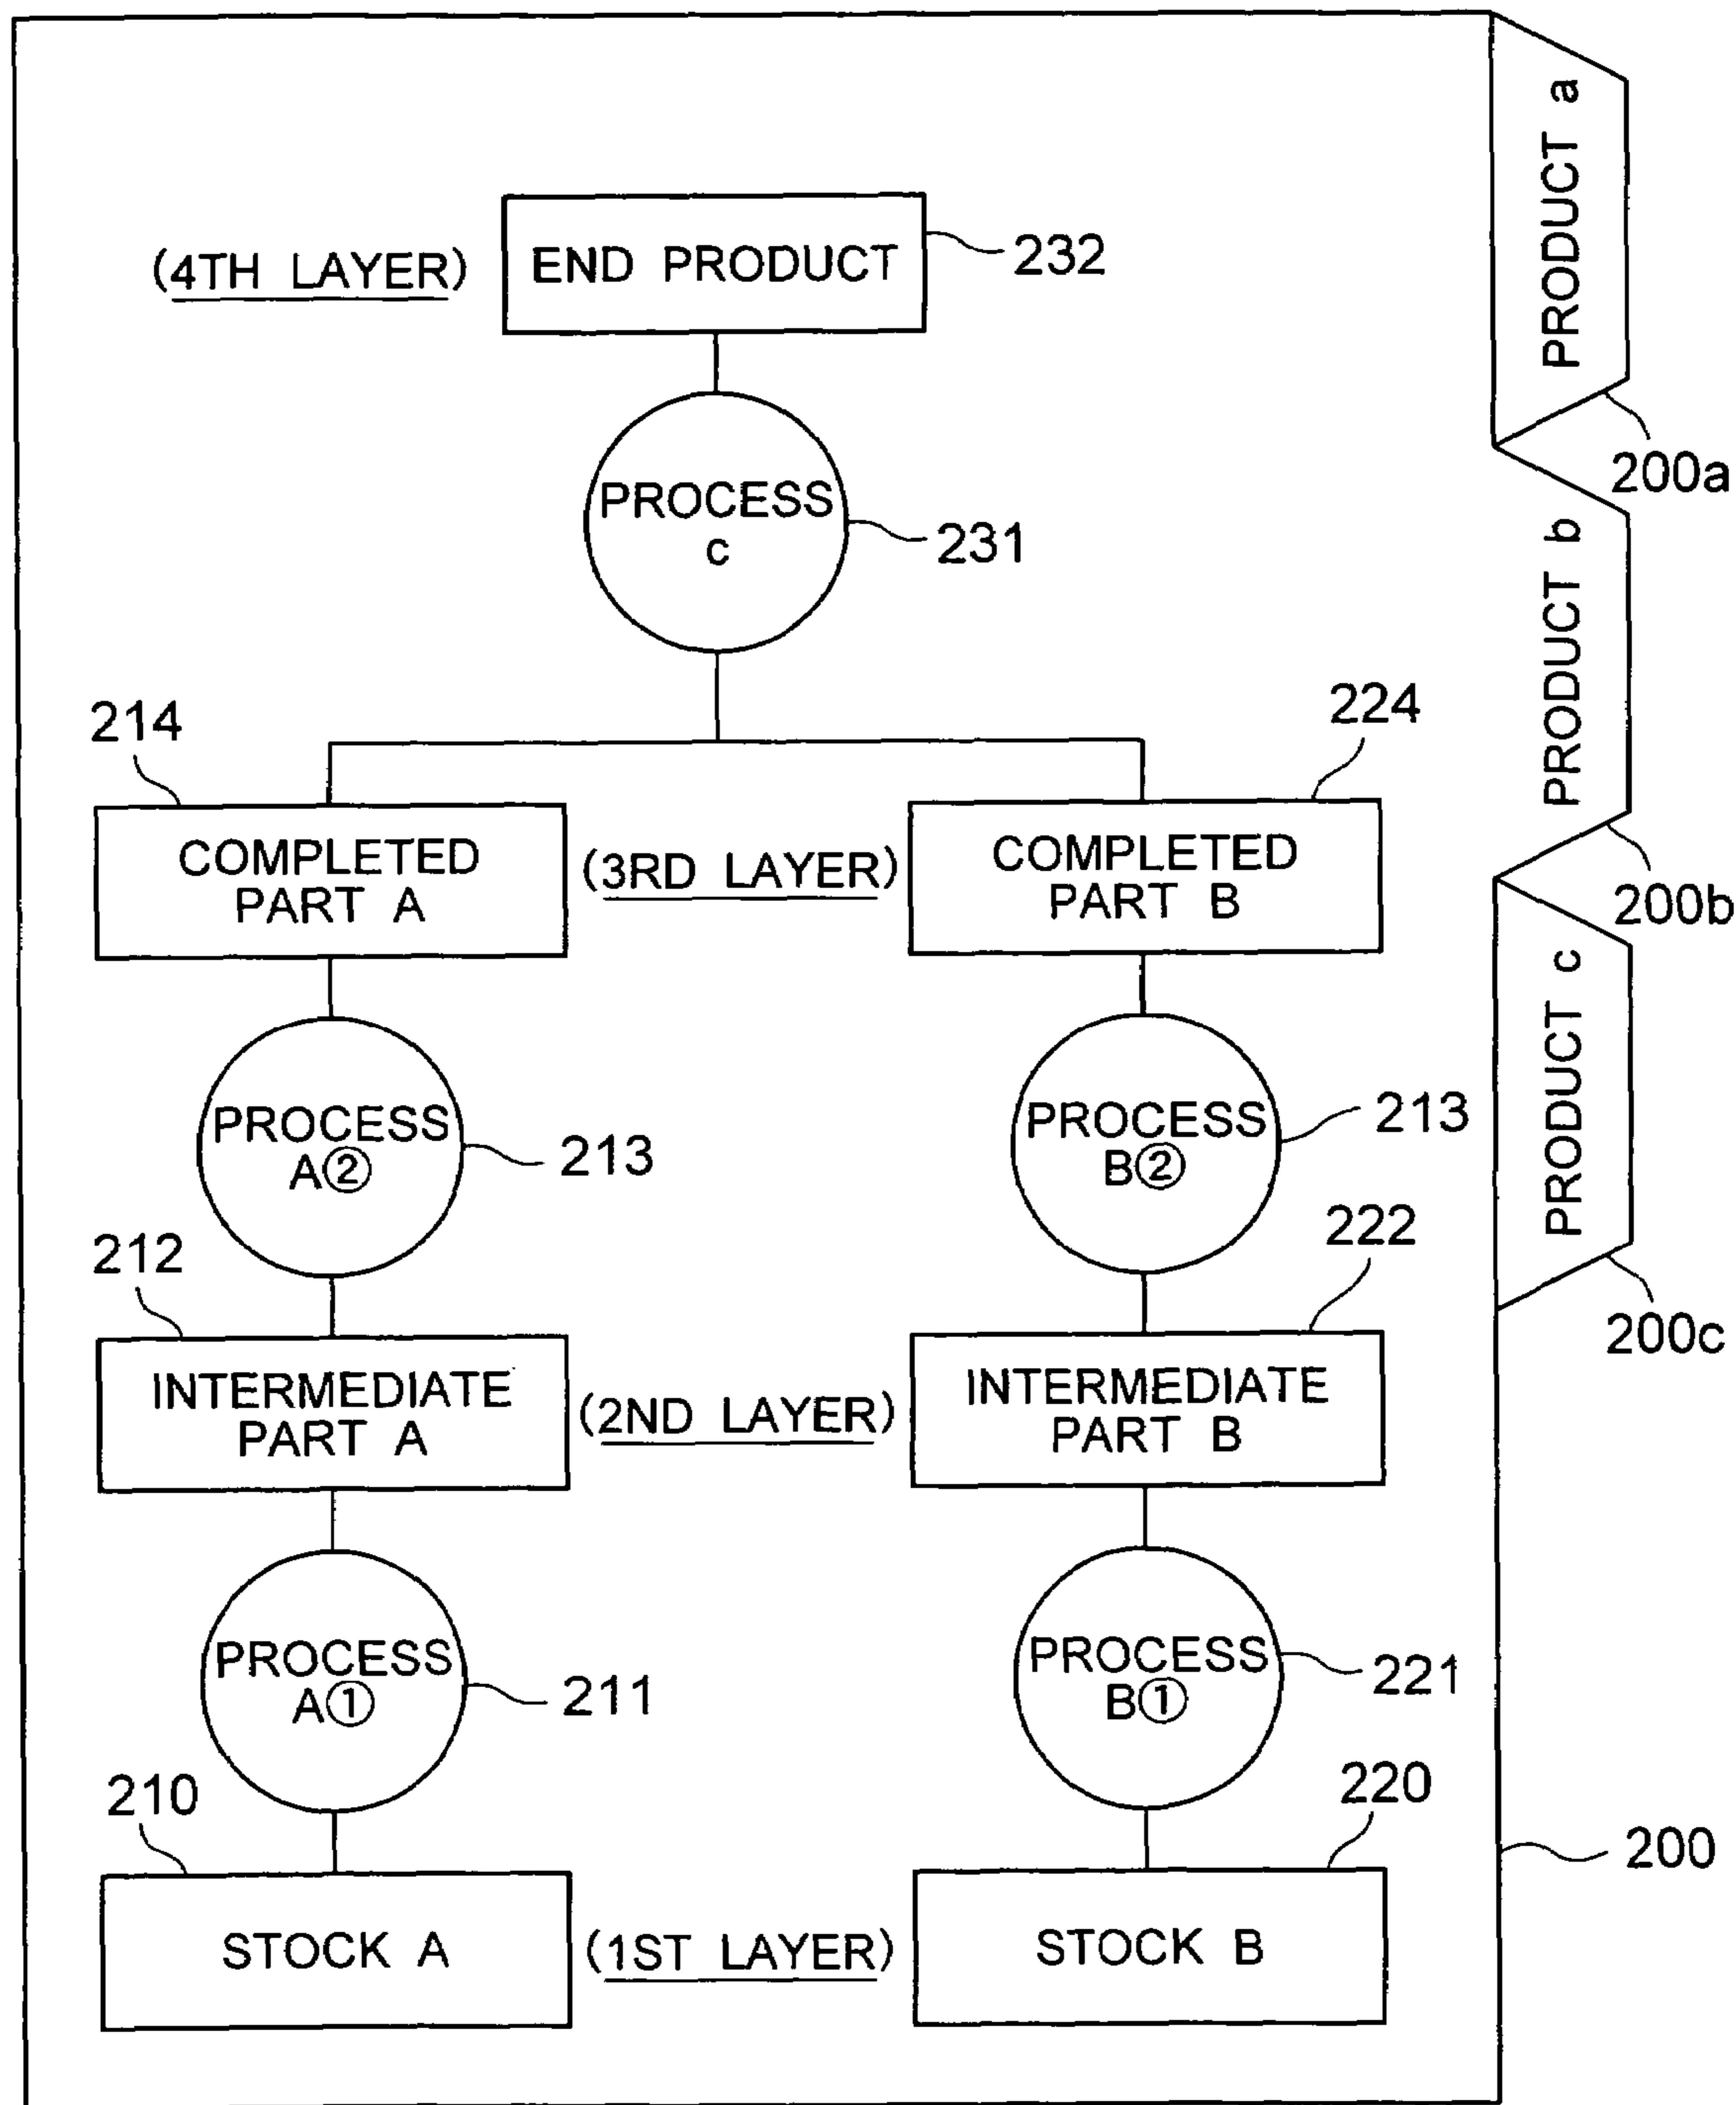 PRODUCT a
200a
PRODUCT b
200b
PRODUCT c
200c
(4TH LAYER)
END PRODUCT
232
PROCESS
c
231
214
224
COMPLETED
PART A
(3RD LAYER)
COMPLETED
PART B
PROCESS
A②
213
PROCESS
B②
213
212
222
INTERMEDIATE
PART A
(2ND LAYER)
INTERMEDIATE
PART B
PROCESS
A①
211
PROCESS
B①
221
210
220
200
STOCK A
(1ST LAYER)
STOCK B